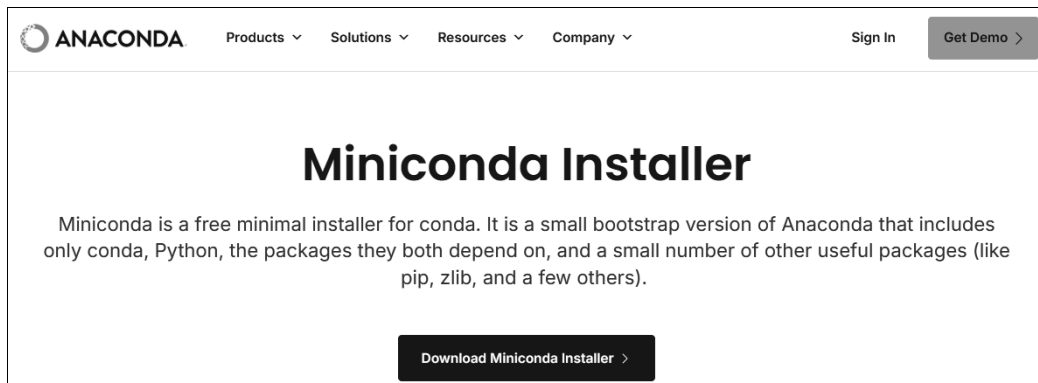 ANACONDA. Products Solutions Resources Company Sign In Get Demo
Miniconda Installer
Miniconda is a free minimal installer for conda. It is a small bootstrap version of Anaconda that includes
only conda, Python, the packages they both depend on, and a small number of other useful packages (like
pip, zlib, and a few others).
Download Miniconda Installer